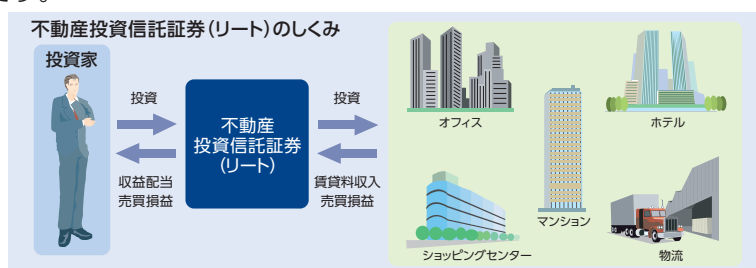 です。
不動産投資信託証券（リート）のしくみ
投資家
投資
収益配当
売買損益
不動産
投資信託証券
（リート）
投資
賃貸料収入
売買損益
オフィス
ホテル
マンション
ショッピングセンター
物流